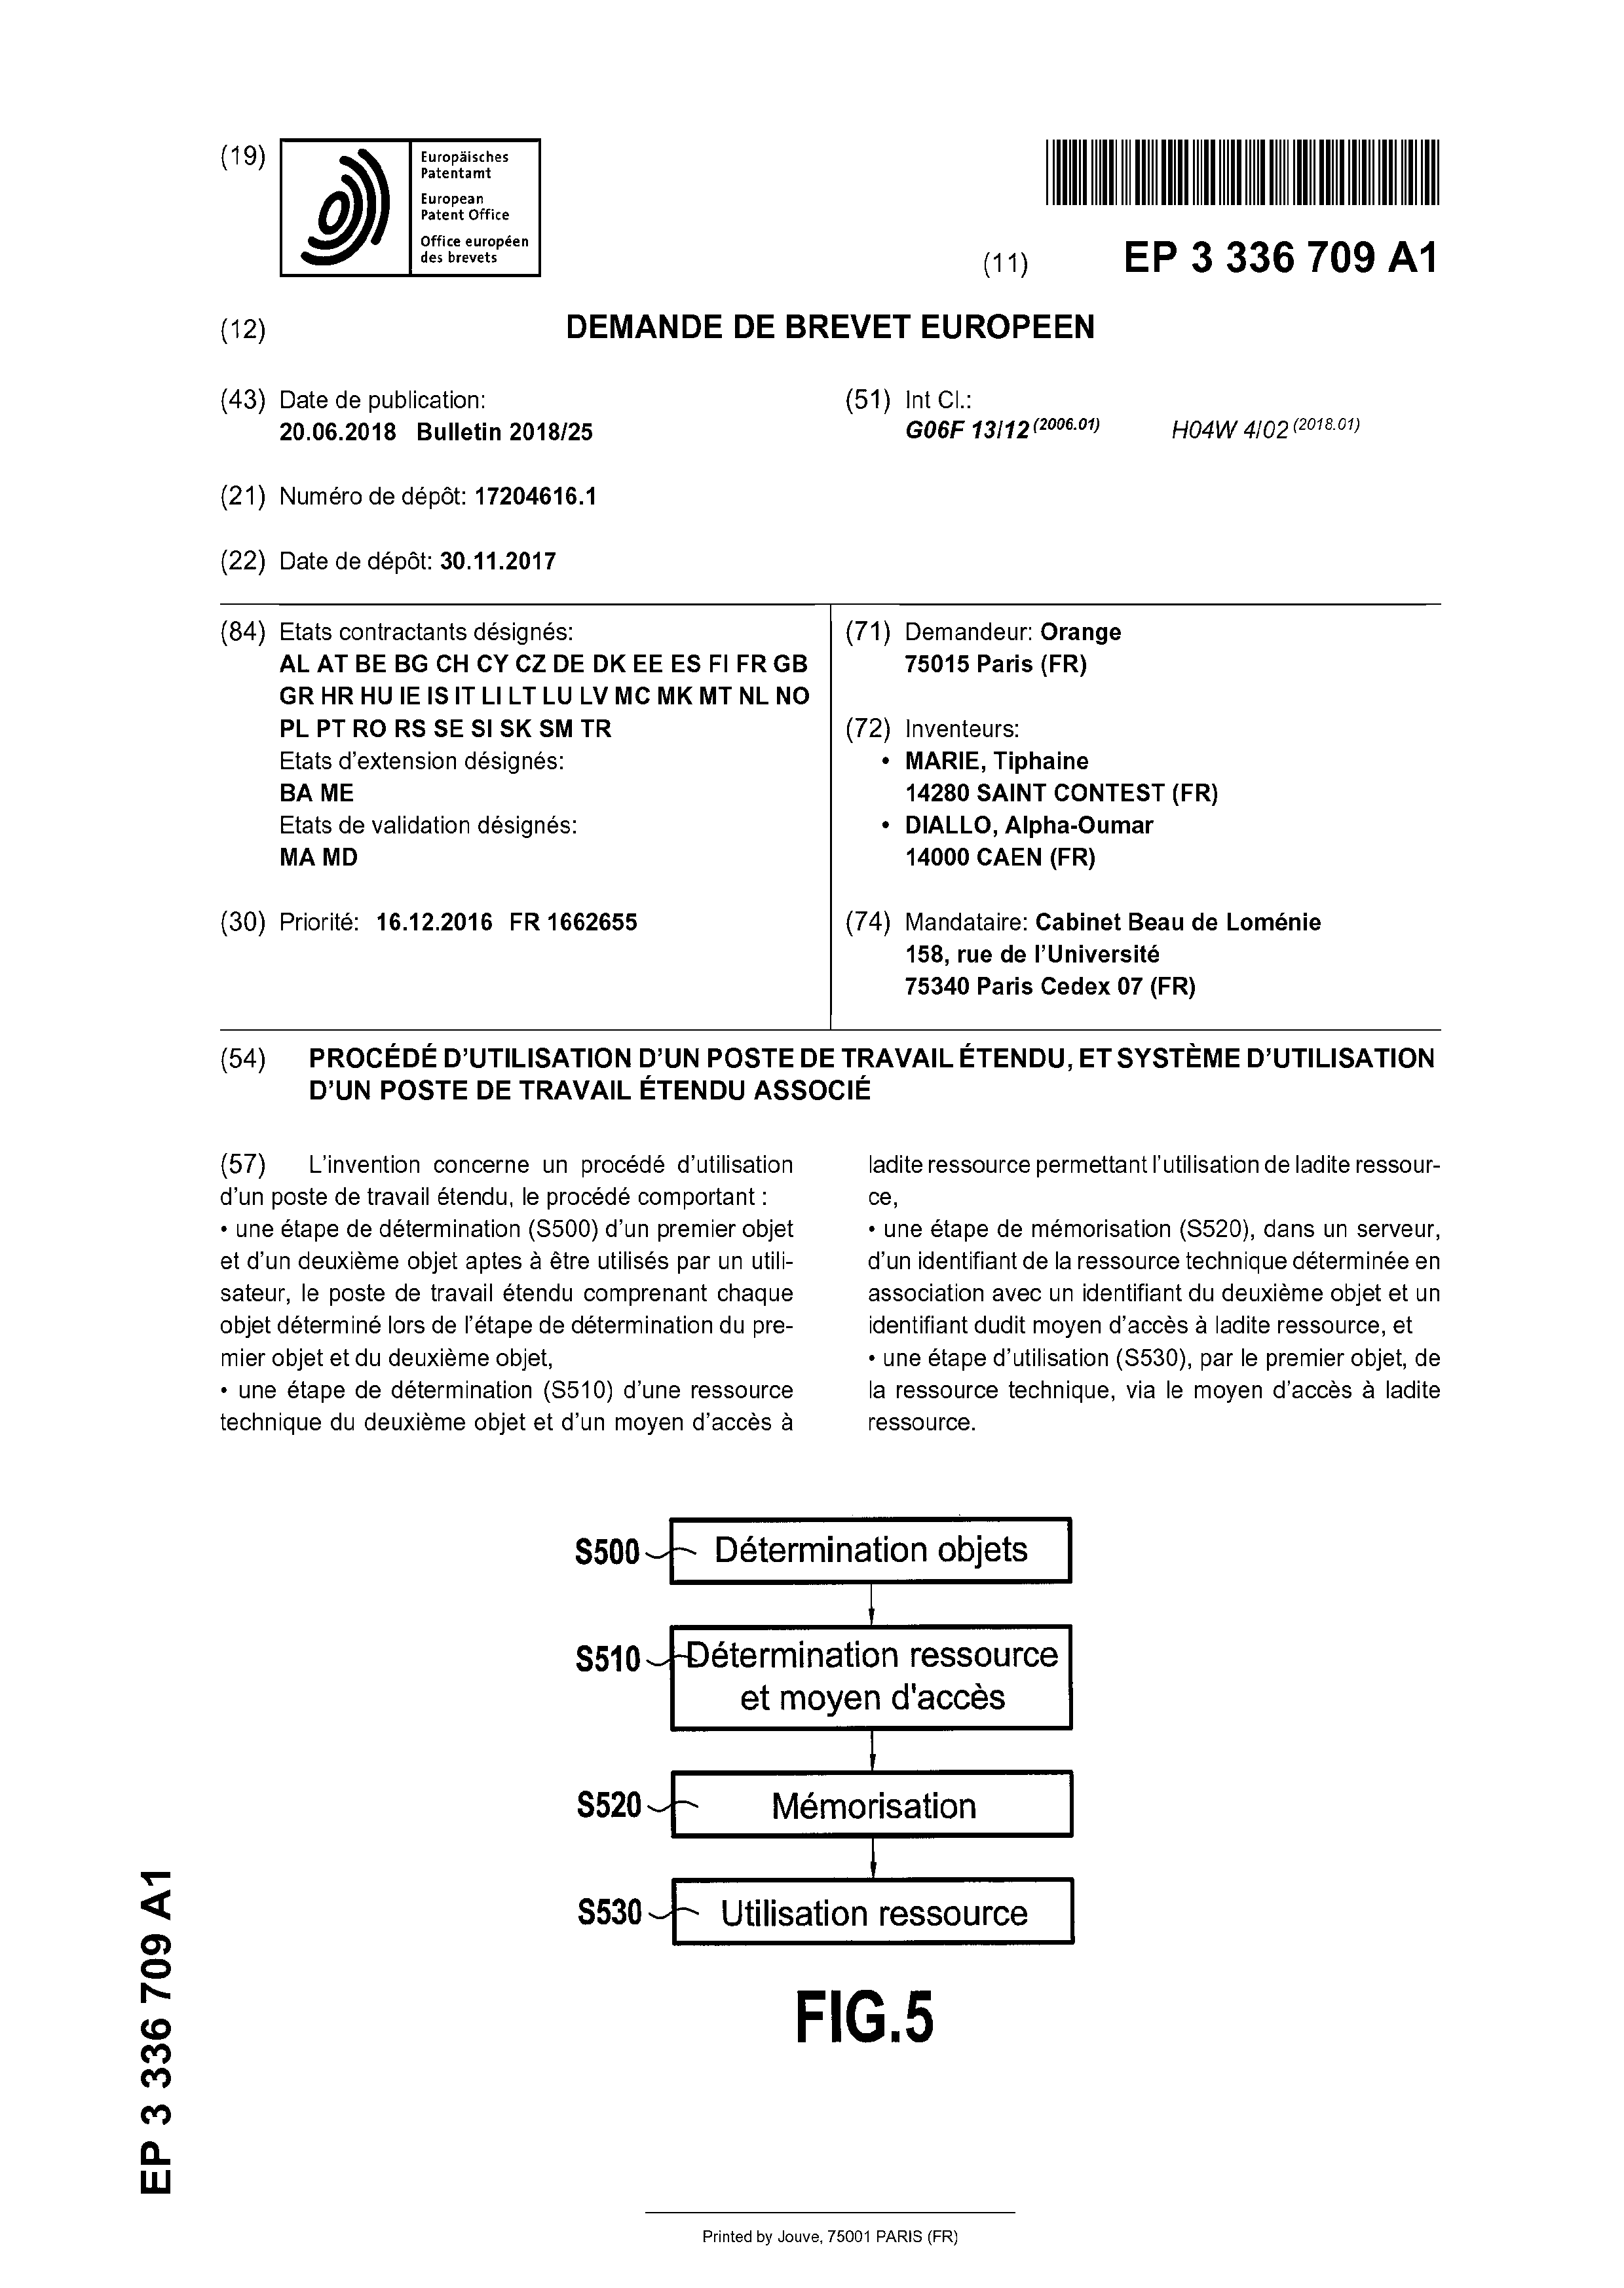 (19)
Europäisches
Patentamt
European
Patent Office
Office européen
des brevets
(11) EP 3 336 709 A1
(12) DEMANDE DE BREVET EUROPEEN
(43) Date de publication:
20.06.2018 Bulletin 2018/25
(21) Numéro de dépôt: 17204616.1
(22) Date de dépôt: 30.11.2017
(51) Int Cl.:
G06F 13/12 (2006.01) H04W 4/02 (2018.01)
(84) Etats contractants désignés:
AL AT BE BG CH CY CZ DE DK EE ES FI FR GB
GR HR HU IE IS IT LI LT LU LV MC MK MT NL NO
PL PT RO RS SE SI SK SM TR
Etats d'extension désignés:
BA ME
Etats de validation désignés:
MA MD
(30) Priorité: 16.12.2016 FR 1662655
(71) Demandeur: Orange
75015 Paris (FR)
(72) Inventeurs:
• MARIE, Tiphaine
14280 SAINT CONTEST (FR)
• DIALLO, Alpha-Oumar
14000 CAEN (FR)
(74) Mandataire: Cabinet Beau de Loménie
158, rue de l'Université
75340 Paris Cedex 07 (FR)
(54) PROCÉDÉ D'UTILISATION D'UN POSTE DE TRAVAIL ÉTENDU, ET SYSTÈME D'UTILISATION
D'UN POSTE DE TRAVAIL ÉTENDU ASSOCIÉ
(57) L'invention concerne un procédé d'utilisation
d'un poste de travail étendu, le procédé comportant :
• une étape de détermination (S500) d'un premier objet
et d'un deuxième objet aptes à être utilisés par un utili-
sateur, le poste de travail étendu comprenant chaque
objet déterminé lors de l'étape de détermination du pre-
mier objet et du deuxième objet,
• une étape de détermination (S510) d'une ressource
technique du deuxième objet et d'un moyen d'accès à
ladite ressource permettant l'utilisation de ladite ressour-
ce,
• une étape de mémorisation (S520), dans un serveur,
d'un identifiant de la ressource technique déterminée en
association avec un identifiant du deuxième objet et un
identifiant dudit moyen d'accès à ladite ressource, et
• une étape d'utilisation (S530), par le premier objet, de
la ressource technique, via le moyen d'accès à ladite
ressource.
S500 Détermination objets
S510 Détermination ressource
et moyen d'accès
S520 Mémorisation
S530 Utilisation ressource
FIG.5
EP 3 336 709 A1
Printed by Jouve, 75001 PARIS (FR)